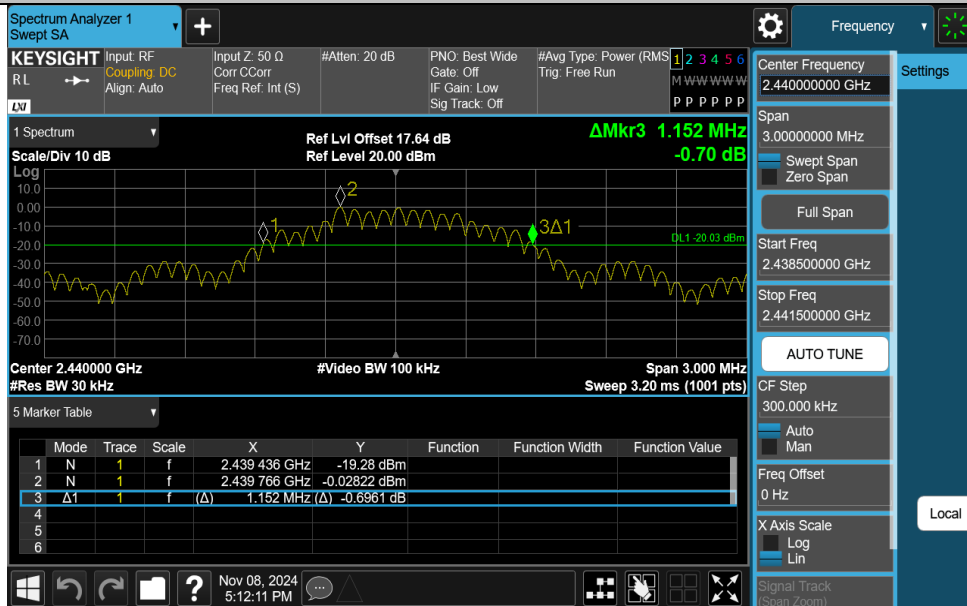 Spectrum Analyzer 1
Swept SA
Frequency
KEYSIGHT
RL
LXI
Input: RF
Coupling: DC
Align: Auto
Input Z: 50 Ω
Corr CCorr
Freq Ref: Int (S)
#Atten: 20 dB
PNO: Best Wide
Gate: Off
IF Gain: Low
Sig Track: Off
#Avg Type: Power (RMS
Trig: Free Run
1 2 3 4 5 6
M W W W W W
P P P P P P
Center Frequency
2.440000000 GHz
Settings
1 Spectrum
Scale/Div 10 dB
Ref Lvl Offset 17.64 dB
Ref Level 20.00 dBm
ΔMkr3 1.152 MHz
-0.70 dB
Log
10.0
0.00
-10.0
-20.0
-30.0
-40.0
-50.0
-60.0
-70.0
1
2
3Δ1
DL1 -20.03 dBm
Center 2.44000 GHz
#Res BW 30 kHz
#Video BW 100 kHz
Span 3.000 MHz
Sweep 3.20 ms (1001 pts)
Span
3.00000000 MHz
Swept Span
Zero Span
Full Span
Start Freq
2.438500000 GHz
Stop Freq
2.441500000 GHz
AUTO TUNE
CF Step
300.000 kHz
Auto
Man
Freq Offset
0 Hz
X Axis Scale
Log
Lin
Signal Track
(Span Zoom)
Local
5 Marker Table
Mode Trace Scale X Y Function Function Width Function Value
1 N 1 f 2.439 436 GHz -19.28 dBm
2 N 1 f 2.439 766 GHz -0.02822 dBm
3 Δ1 1 f (Δ) 1.152 MHz (Δ) -0.6961 dB
4
5
6
?
Nov 08, 2024
5:12:11 PM